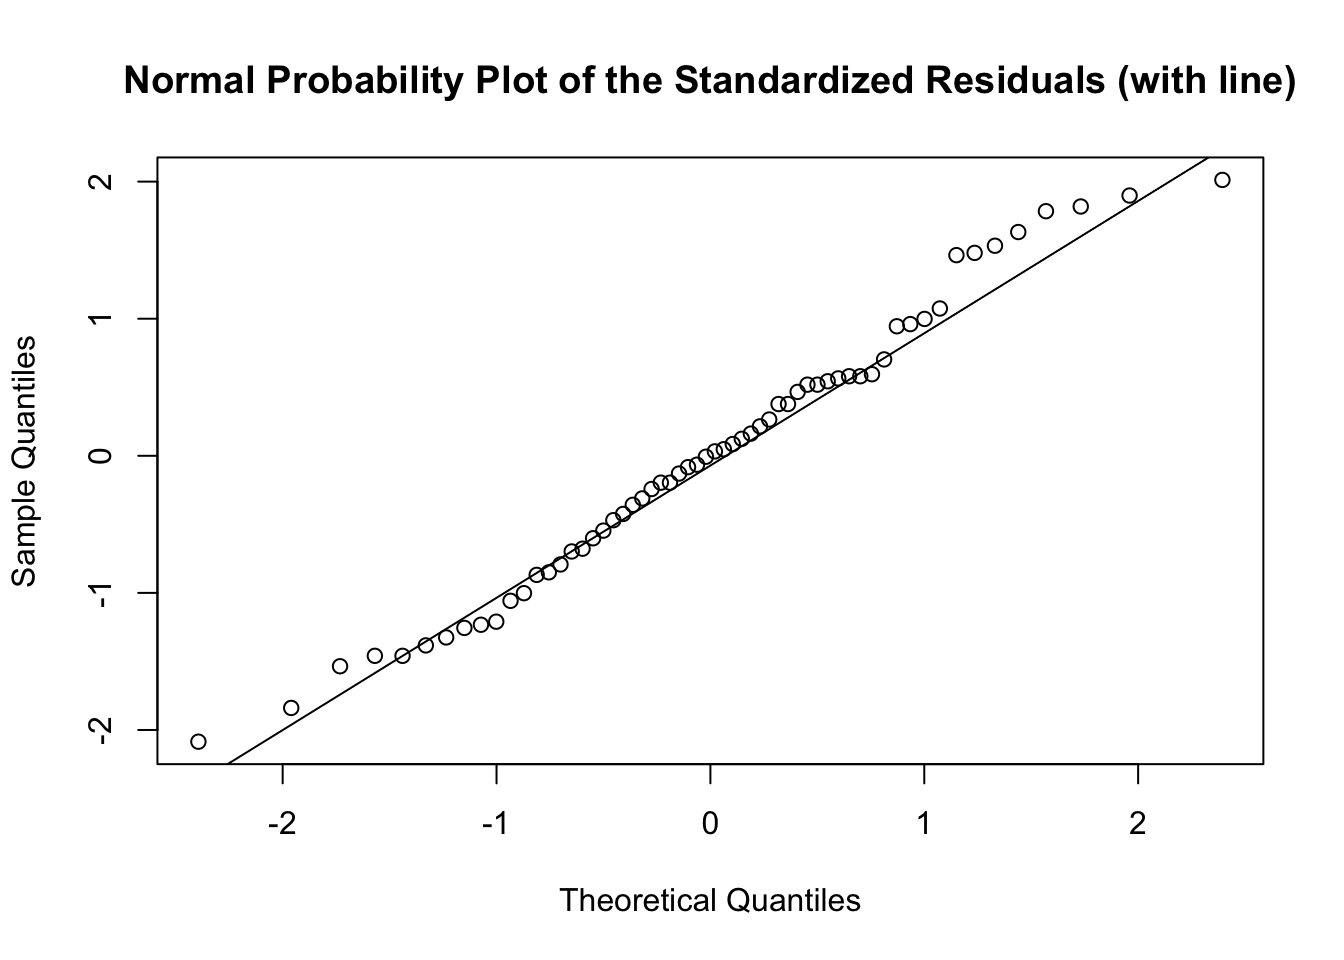 Normal Probability Plot of the Standardized Residuals (with line)
2
1
0
-1
-2
Sample Quantiles
-2 -1 0 1 2
Theoretical Quantiles